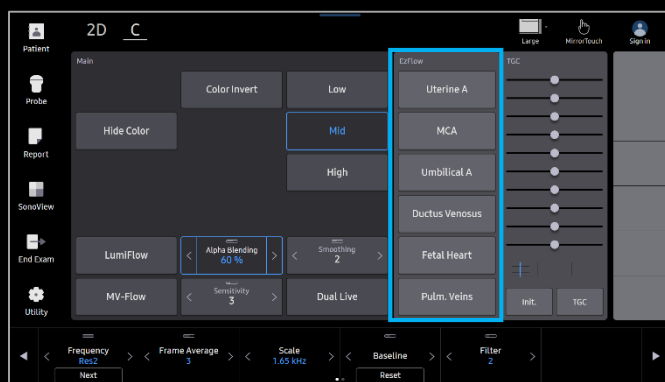 2D C
Large
MirrorTouch
Sign in
Patient
Probe
Report
SonoView
End Exam
Utility
Main
Color Invert
Low
Hide Color
Mid
High
LumiFlow
Alpha Blending
60 %
Smoothing
2
MV-Flow
Sensitivity
3
Dual Live
EzFlow
Uterine A
MCA
Umbilical A
Ductus Venosus
Fetal Heart
Pulm. Veins
TGC
Init.
TGC
Frequency
Res2
Next
Frame Average
3
Scale
1.65 kHz
Baseline
Reset
Filter
2